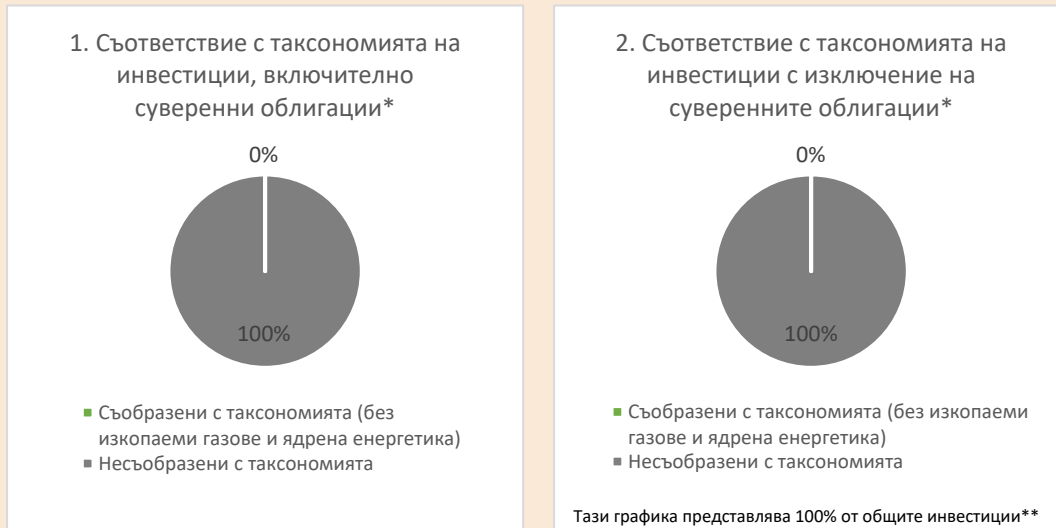 1. Съответствие с таксономията на
инвестиции, включително
суверенни облигации*
0%
100%
Съобразени с таксономията (без
изкопаеми газове и ядрена енергетика)
Несъобразени с таксономията
2. Съответствие с таксономията на
инвестиции с изключение на
суверенните облигации*
0%
100%
Съобразени с таксономията (без изкопаеми
газове и ядрена енергетика)
Несъобразени с таксономията
Тази графика представлява 100% от общите инвестиции**